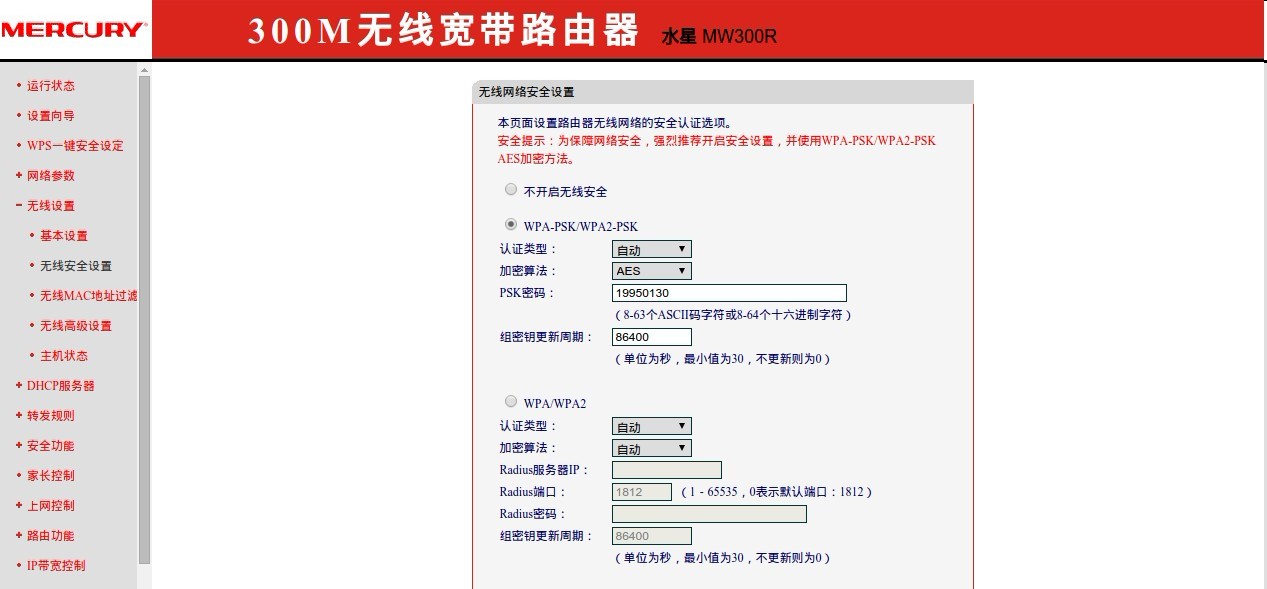 MERCURY
300M无线宽带路由器 水星 MW300R
运行状态
设置向导
WPS一键安全设定
网络参数
无线设置
基本设置
无线安全设置
无线MAC地址过滤
无线高级设置
主机状态
DHCP服务器
转发规则
安全功能
家长控制
上网控制
路由功能
IP带宽控制
无线网络安全设置
本页面设置路由器无线网络的安全认证选项。
安全提示：为保障网络安全，强烈推荐开启安全设置，并使用WPA-PSK/WPA2-PSK
AES加密方法。
不开启无线安全
WPA-PSK/WPA2-PSK
认证类型： 自动
加密算法： AES
PSK密码： 19950130
（8-63个ASCII码字符或8-64个十六进制字符）
组密钥更新周期： 86400
（单位为秒，最小值为30，不更新则为0）
WPA/WPA2
认证类型： 自动
加密算法： 自动
Radius服务器IP：
Radius端口： 1812 （1 - 65535，0表示默认端口：1812）
Radius密码：
组密钥更新周期： 86400
（单位为秒，最小值为30，不更新则为0）